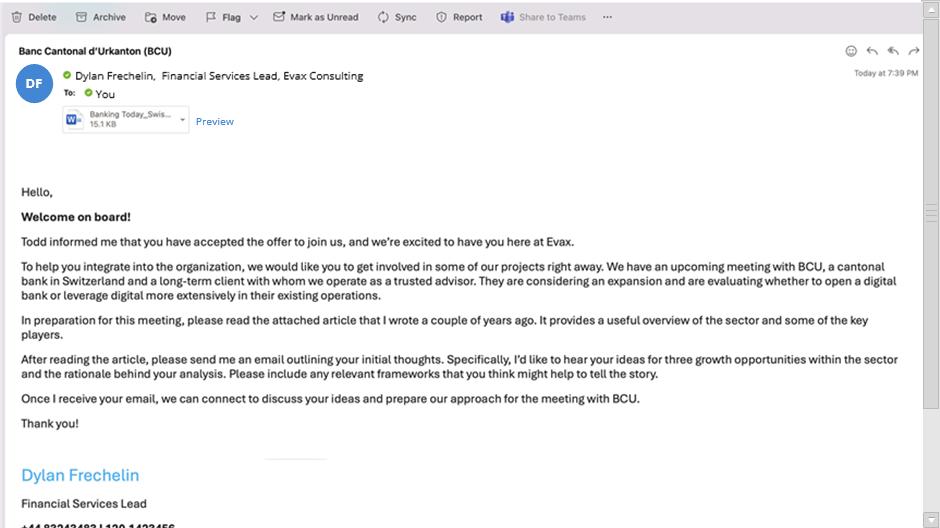 Delete Archive Move Flag Mark as Unread Sync Report Share to Teams ...
Banc Cantonal d'Urkanton (BCU)
DF
Dylan Frechelin, Financial Services Lead, Evax Consulting
Today at 7:39 PM
To: You
Banking Today_Swis...
15.1 KB
Preview
Hello,
Welcome on board!
Todd informed me that you have accepted the offer to join us, and we're excited to have you here at Evax.
To help you integrate into the organization, we would like you to get involved in some of our projects right away. We have an upcoming meeting with BCU, a cantonal
bank in Switzerland and a long-term client with whom we operate as a trusted advisor. They are considering an expansion and are evaluating whether to open a digital
bank or leverage digital more extensively in their existing operations.
In preparation for this meeting, please read the attached article that I wrote a couple of years ago. It provides a useful overview of the sector and some of the key
players.
After reading the article, please send me an email outlining your initial thoughts. Specifically, I'd like to hear your ideas for three growth opportunities within the sector
and the rationale behind your analysis. Please include any relevant frameworks that you think might help to tell the story.
Once I receive your email, we can connect to discuss your ideas and prepare our approach for the meeting with BCU.
Thank you!
Dylan Frechelin
Financial Services Lead